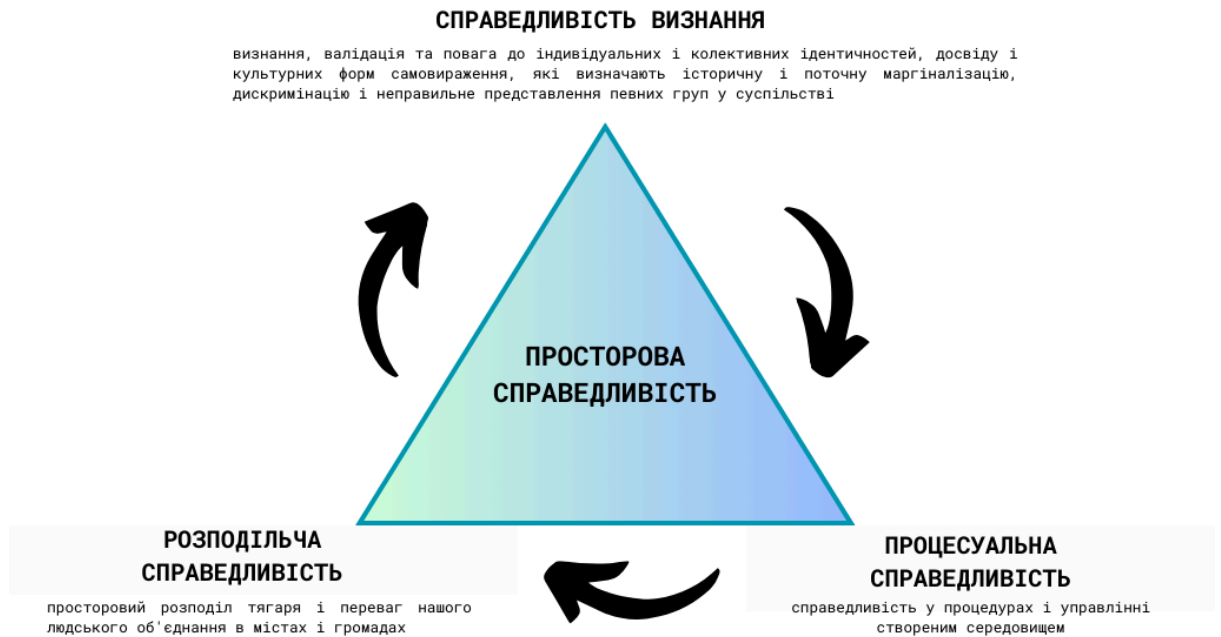 СПРАВЕДЛИВІСТЬ ВИЗНАННЯ
визнання, валідація та повага до індивідуальних і колективних ідентичностей, досвіду і
культурних форм самовираження, які визначають історичну і поточну маргіналізацію,
дискримінацію і неправильне представлення певних груп у суспільстві
ПРОСТОРОВА
СПРАВЕДЛИВІСТЬ
РОЗПОДІЛЬЧА
СПРАВЕДЛИВІСТЬ
просторовий розподіл тягаря і переваг нашого
людського об'єднання в містах і громадах
ПРОЦЕСУАЛЬНА
СПРАВЕДЛИВІСТЬ
справедливість у процедурах і управлінні
створеним середовищем